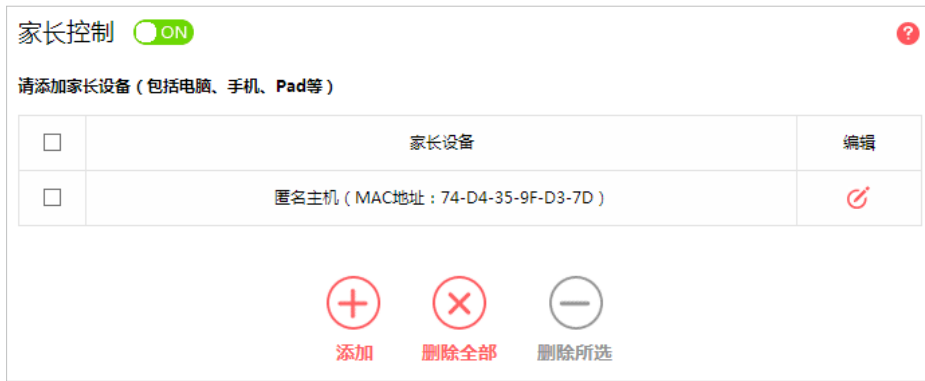 家长控制 ON ?
请添加家长设备（包括电脑、手机、Pad等）
家长设备 编辑
匿名主机（MAC地址：74-D4-35-9F-D3-7D）
添加 删除全部 删除所选